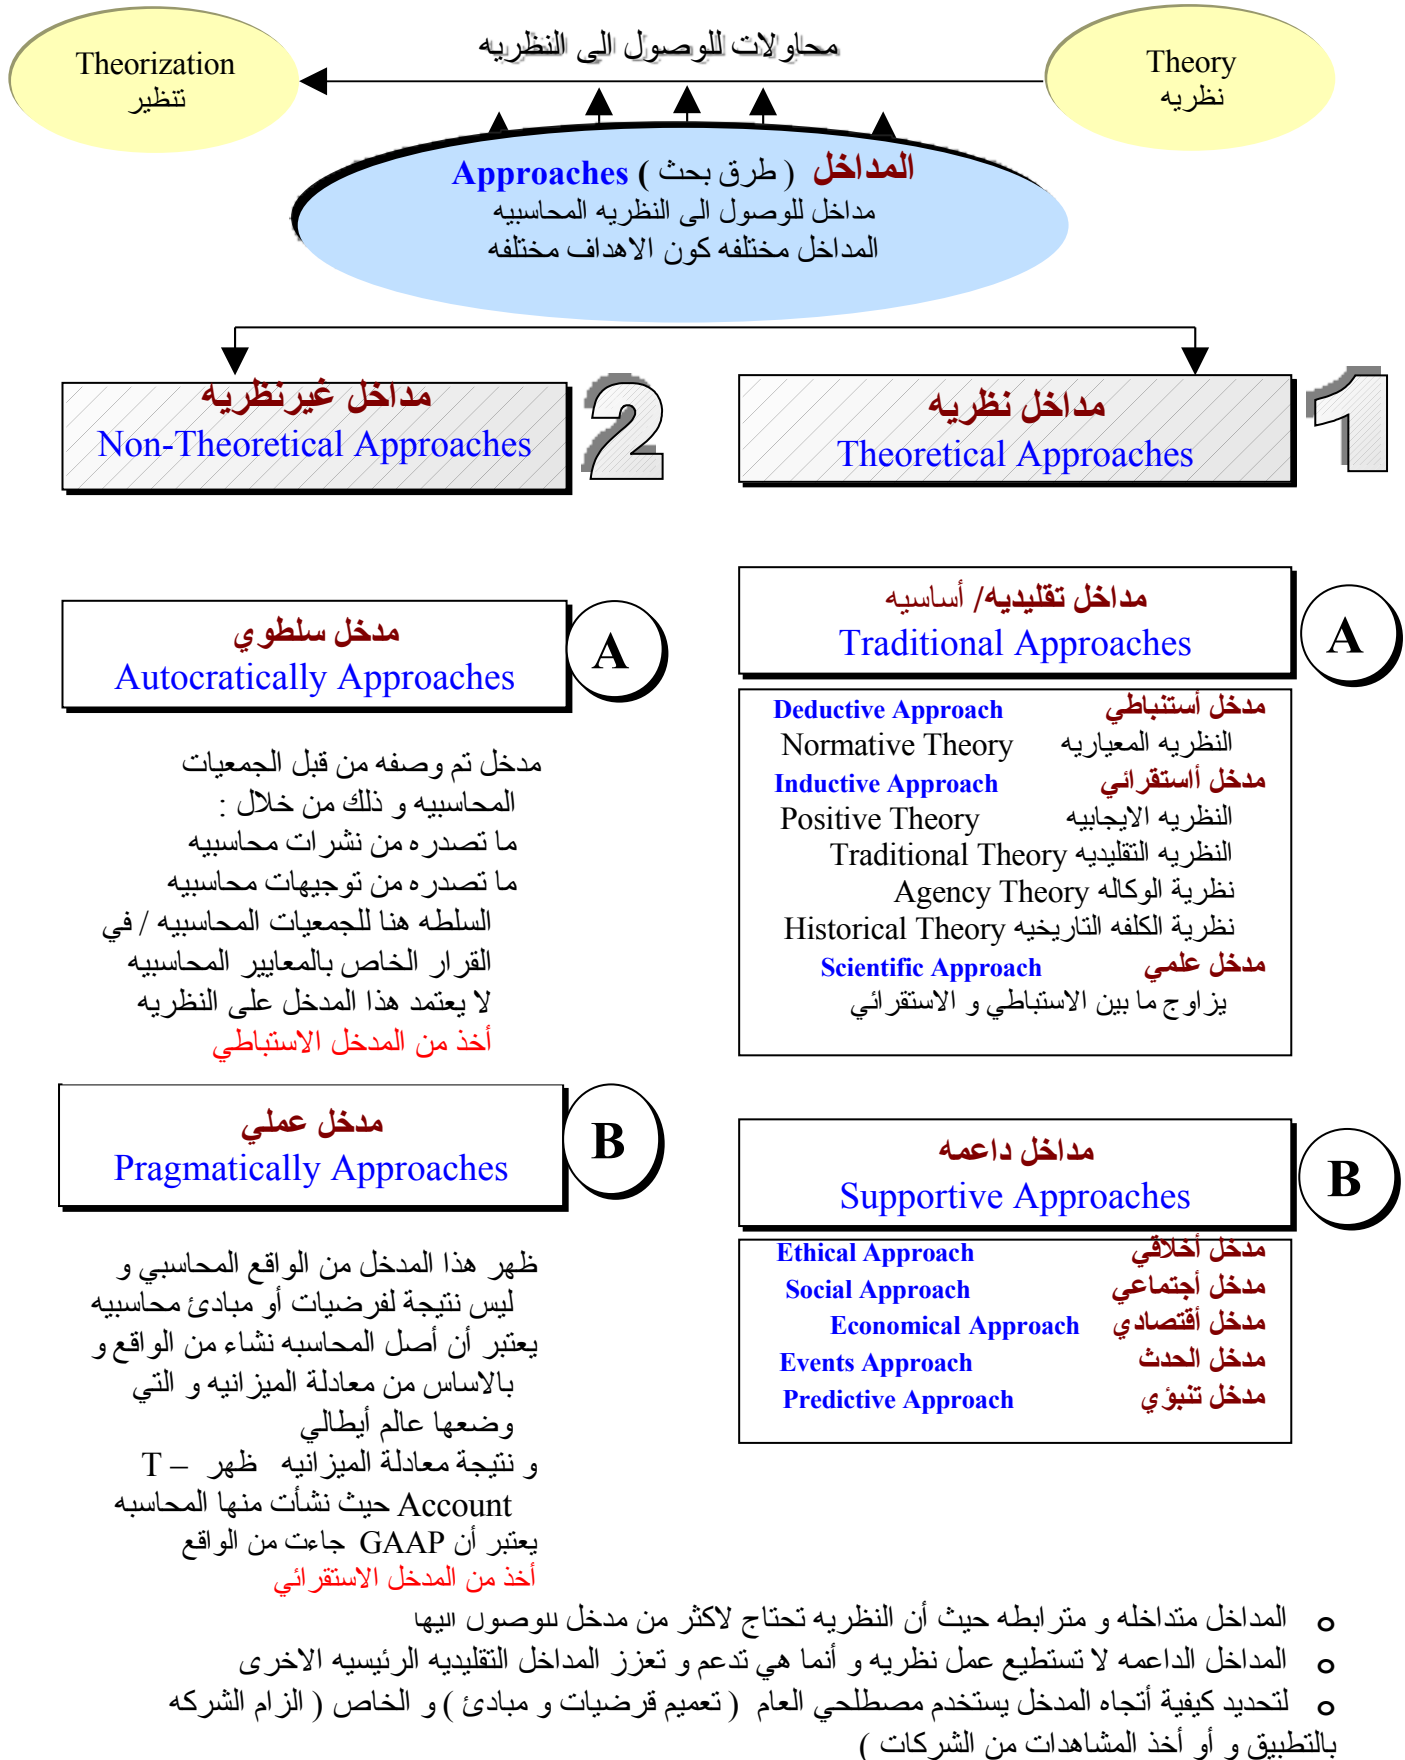 محاولات للوصول الى النظريه
Theory
نظريه
Theorization
تنظير
المداخل ( طرق بحث ) Approaches
مداخل للوصول الى النظريه المحاسبيه
المداخل مختلفه كون الاهداف مختلفه
1
مداخل نظريه
Theoretical Approaches
2
مداخل غيرنظريه
Non-Theoretical Approaches
A
مداخل تقليديه/ أساسيه
Traditional Approaches
مدخل أستنباطي Deductive Approach
النظريه المعياريه Normative Theory
مدخل أاستقرائي Inductive Approach
النظريه الايجابيه Positive Theory
النظريه التقليديه Traditional Theory
نظرية الوكاله Agency Theory
نظرية الكلفه التاريخيه Historical Theory
مدخل علمي Scientific Approach
يزاوج ما بين الاستباطي و الاستقرائي
B
مداخل داعمه
Supportive Approaches
مدخل أخلاقي Ethical Approach
مدخل أجتماعي Social Approach
مدخل أقتصادي Economical Approach
مدخل الحدث Events Approach
مدخل تنبؤي Predictive Approach
A
مدخل سلطوي
Autocratically Approaches
مدخل تم وصفه من قبل الجمعيات
المحاسبيه و ذلك من خلال :
ما تصدره من نشرات محاسبيه
ما تصدره من توجيهات محاسبيه
السلطه هنا للجمعيات المحاسبيه / في
القرار الخاص بالمعايير المحاسبيه
لا يعتمد هذا المدخل على النظريه
أخذ من المدخل الاستباطي
B
مدخل عملي
Pragmatically Approaches
ظهر هذا المدخل من الواقع المحاسبي و
ليس نتيجة لفرضيات أو مبادئ محاسبيه
يعتبر أن أصل المحاسبه نشاء من الواقع و
بالاساس من معادلة الميزانيه و التي
وضعها عالم أيطالي
و نتيجة معادلة الميزانيه ظهر T –
Account حيث نشأت منها المحاسبه
يعتبر أن GAAP جاءت من الواقع
أخذ من المدخل الاستقرائي
o المداخل متداخله و مترابطه حيث أن النظريه تحتاج لاكثر من مدخل للوصول اليها
o المداخل الداعمه لا تستطيع عمل نظريه و أنما هي تدعم و تعزز المداخل التقليديه الرئيسيه الاخرى
o لتحديد كيفية أتجاه المدخل يستخدم مصطلحي العام ( تعميم قرضيات و مبادئ ) و الخاص ( الزام الشركه
بالتطبيق و أو أخذ المشاهدات من الشركات )